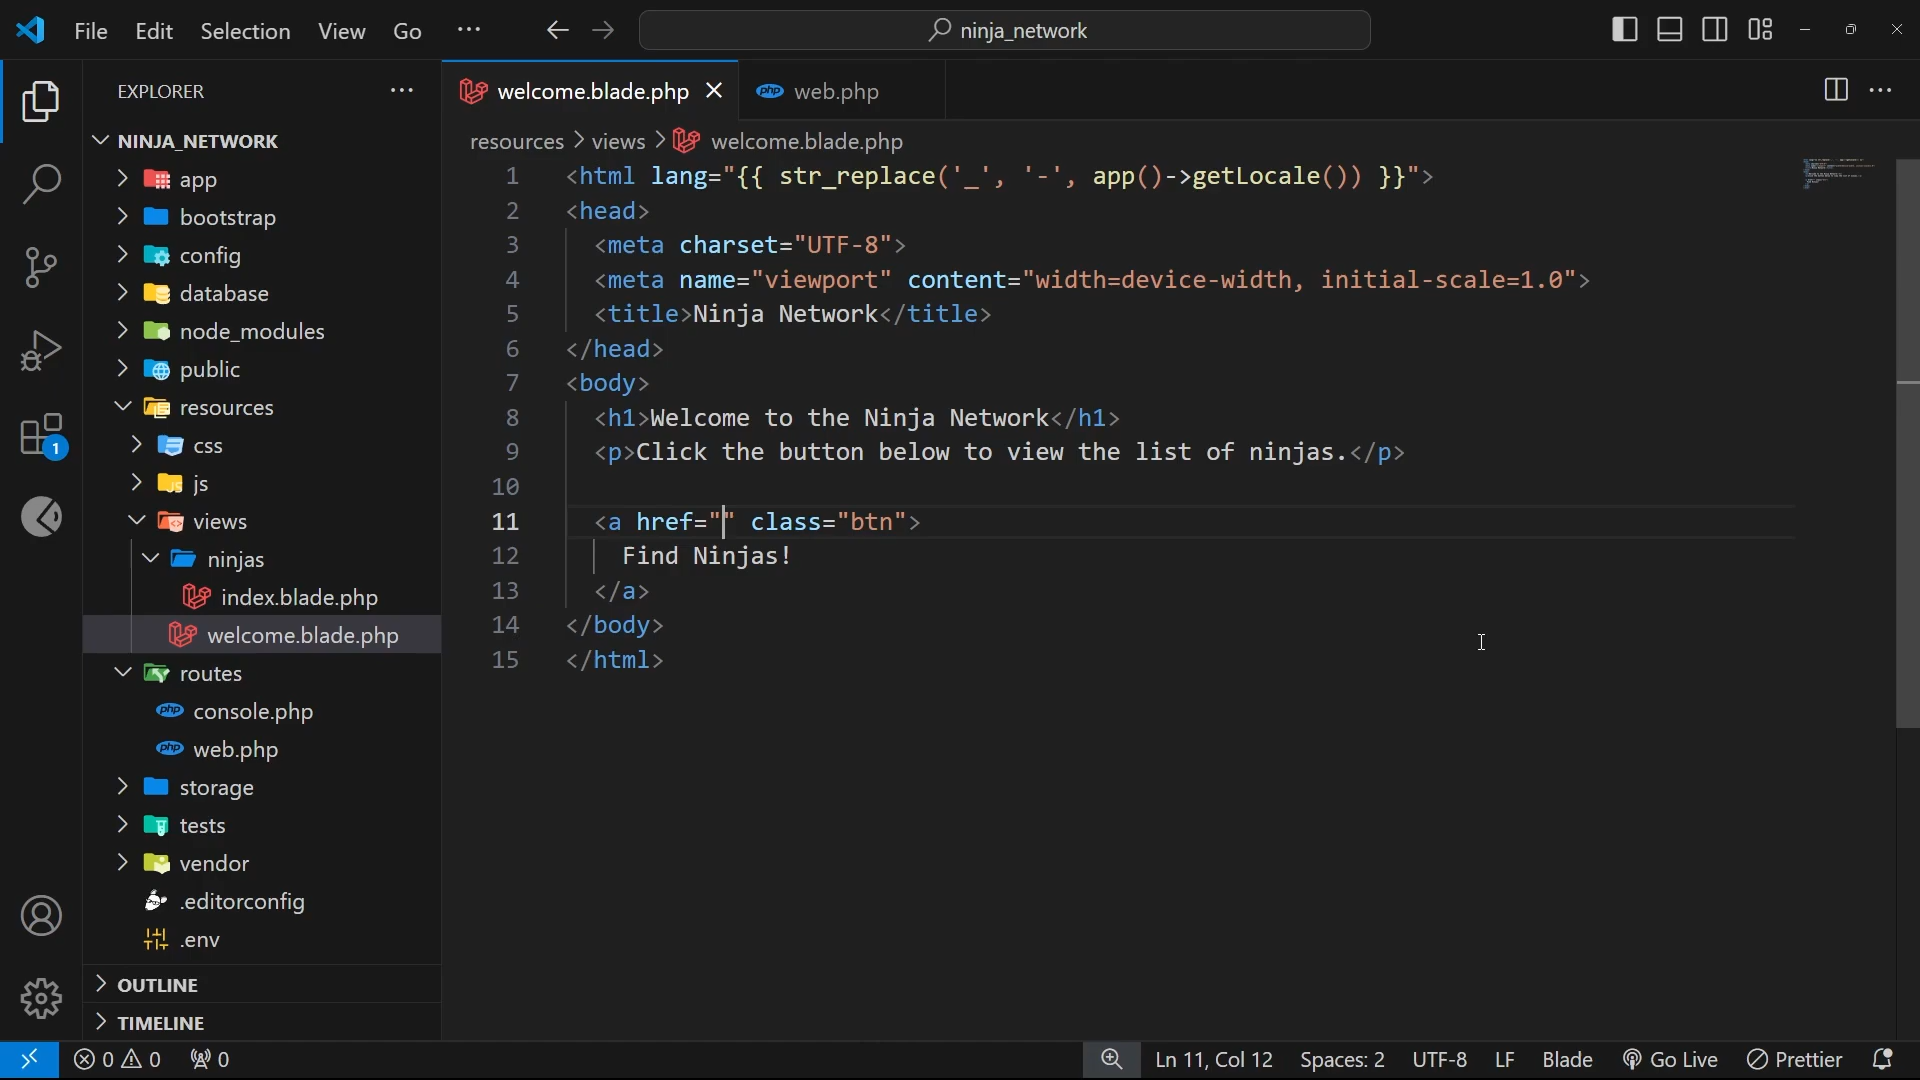 File Edit Selection View Go ··· ninja_network
EXPLORER ···
NINJA_NETWORK
app
bootstrap
config
database
node_modules
public
resources
css
js
views
ninjas
index.blade.php
welcome.blade.php
routes
console.php
web.php
storage
tests
vendor
.editorconfig
.env
OUTLINE
TIMELINE
1
welcome.blade.php php web.php
resources > views > welcome.blade.php
1 <html lang="{{ str_replace('_', '-', app()->getLocale()) }}">
2 <head>
3 <meta charset="UTF-8">
4 <meta name="viewport" content="width=device-width, initial-scale=1.0">
5 <title>Ninja Network</title>
6 </head>
7 <body>
8 <h1>Welcome to the Ninja Network</h1>
9 <p>Click the button below to view the list of ninjas.</p>
10
11 <a href="" class="btn">
12 Find Ninjas!
13 </a>
14 </body>
15 </html>
0 0 0 Ln 11, Col 12 Spaces: 2 UTF-8 LF Blade Go Live Prettier